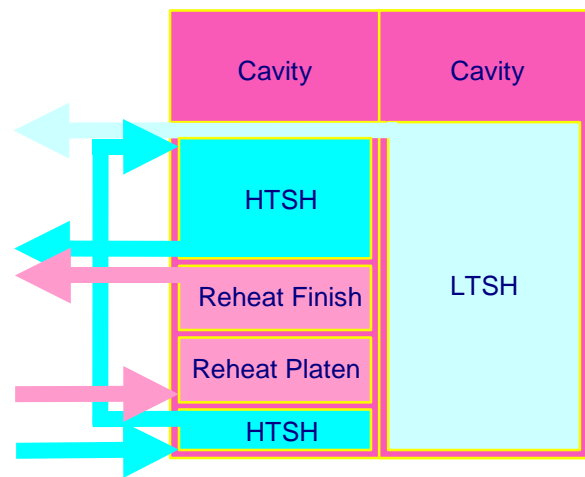 Cavity
Cavity
HTSH
LTSH
Reheat Finish
Reheat Platen
HTSH